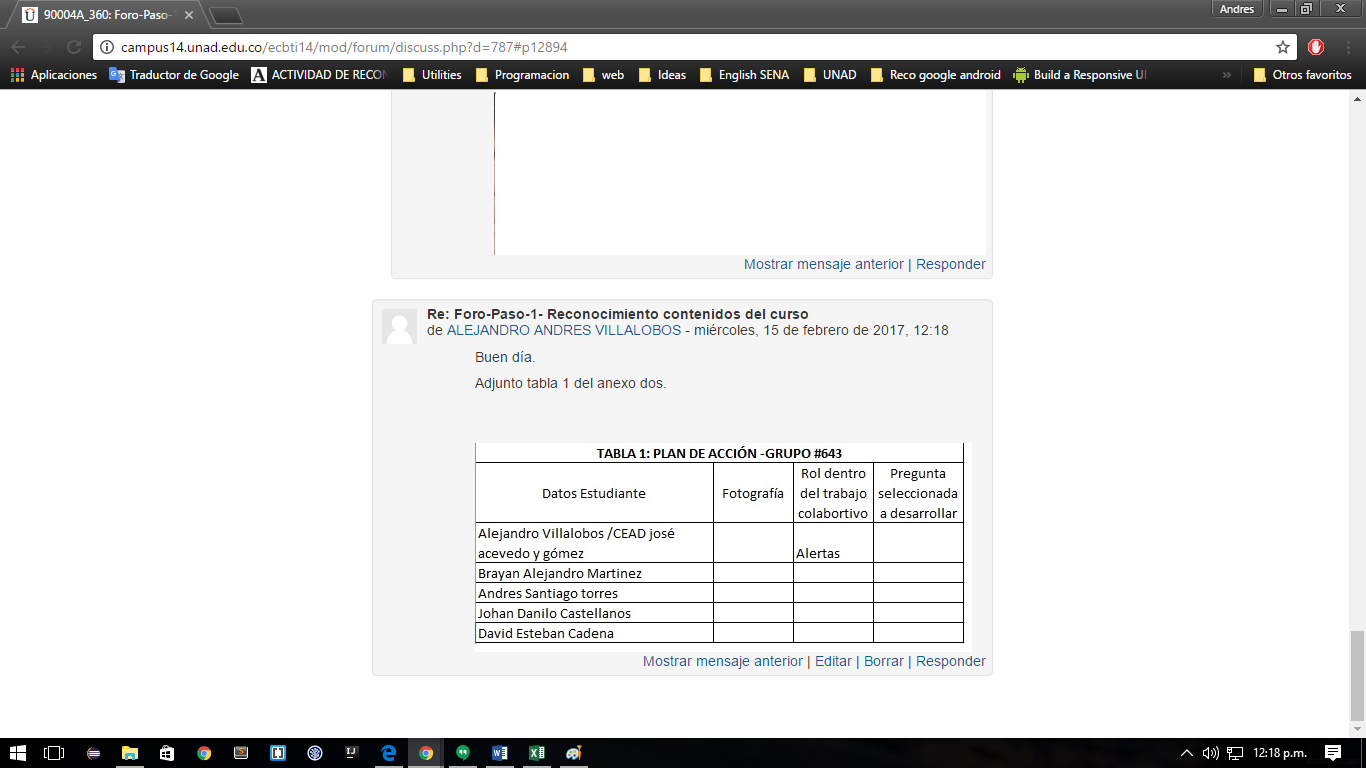 90004A_360: Foro-Paso-
Andres
campus14.unad.edu.co/ecbti14/mod/forum/discuss.php?d=787#p12894
Aplicaciones Traductor de Google ACTIVIDAD DE RECON Utilities Programacion web Ideas English SENA UNAD Reco google android Build a Responsive UI » Otros favoritos
Mostrar mensaje anterior | Responder
Re: Foro-Paso-1- Reconocimiento contenidos del curso
de ALEJANDRO ANDRES VILLALOBOS - miércoles, 15 de febrero de 2017, 12:18
Buen día.
Adjunto tabla 1 del anexo dos.
TABLA 1: PLAN DE ACCIÓN -GRUPO #643
Datos Estudiante
Fotografía
Rol dentro
del trabajo
colabortivo
Pregunta
seleccionada
a desarrollar
Alejandro Villalobos /CEAD josé
acevedo y gómez
Alertas
Brayan Alejandro Martinez
Andres Santiago torres
Johan Danilo Castellanos
David Esteban Cadena
Mostrar mensaje anterior | Editar | Borrar | Responder
12:18 p.m.